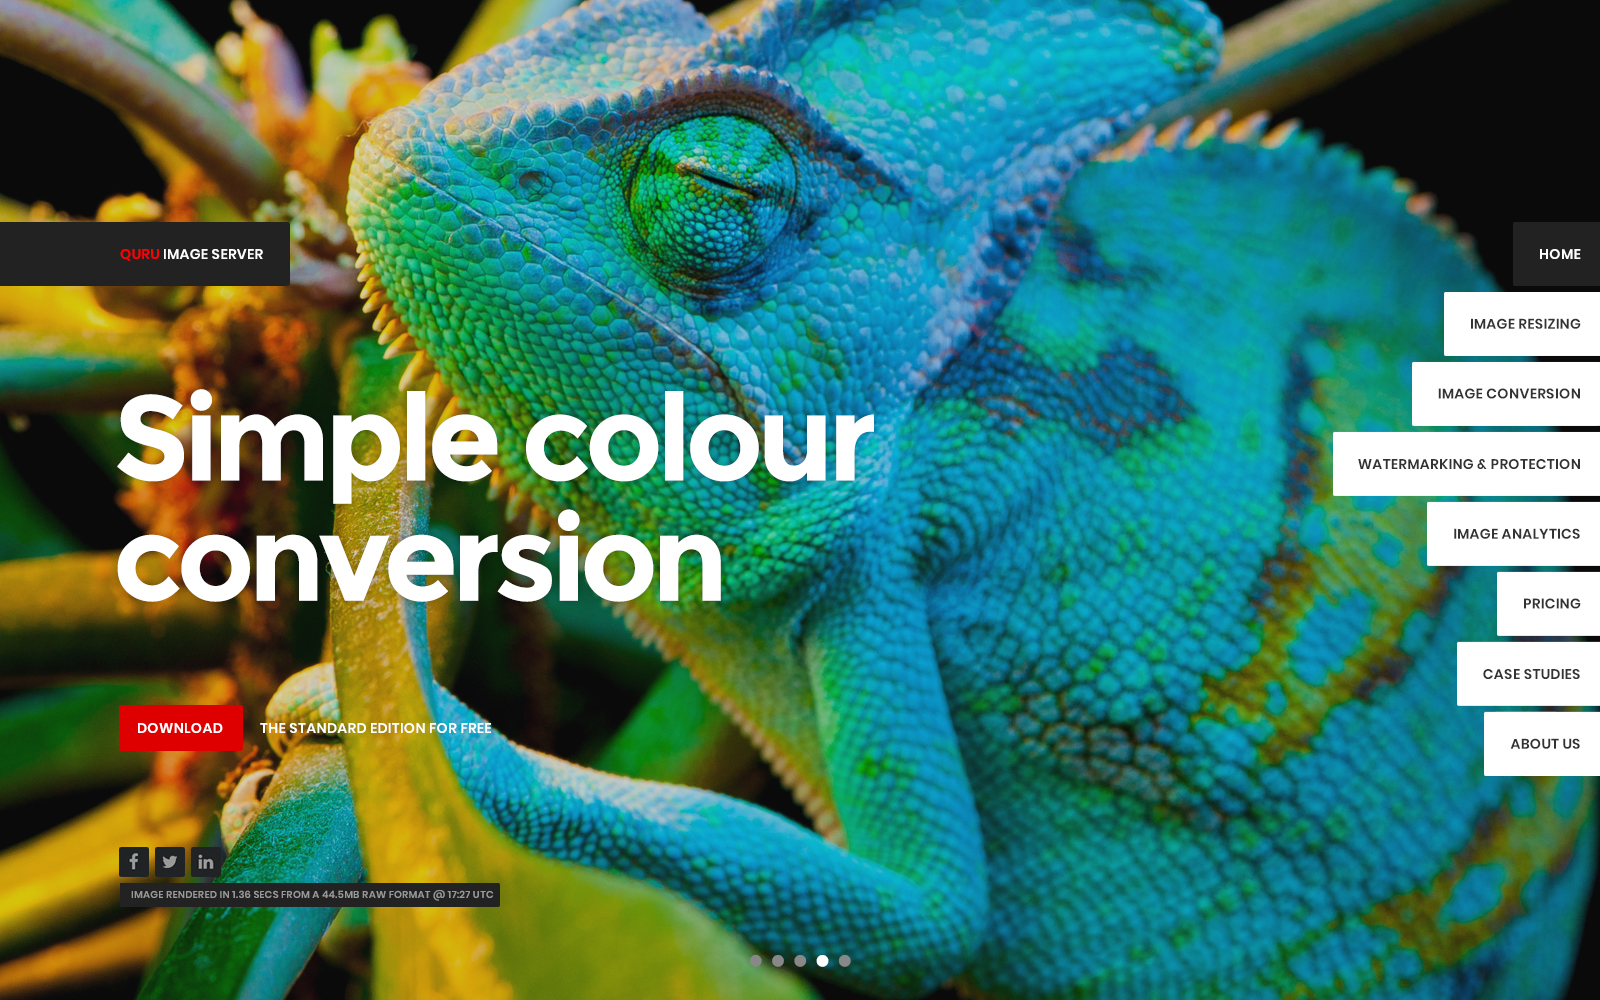 QURU IMAGE SERVER
HOME
IMAGE RESIZING
IMAGE CONVERSION
WATERMARKING & PROTECTION
IMAGE ANALYTICS
PRICING
CASE STUDIES
ABOUT US
Simple colour
conversion
DOWNLOAD THE STANDARD EDITION FOR FREE
IMAGE RENDERED IN 1.36 SECS FROM A 44.5MB RAW FORMAT @ 17:27 UTC